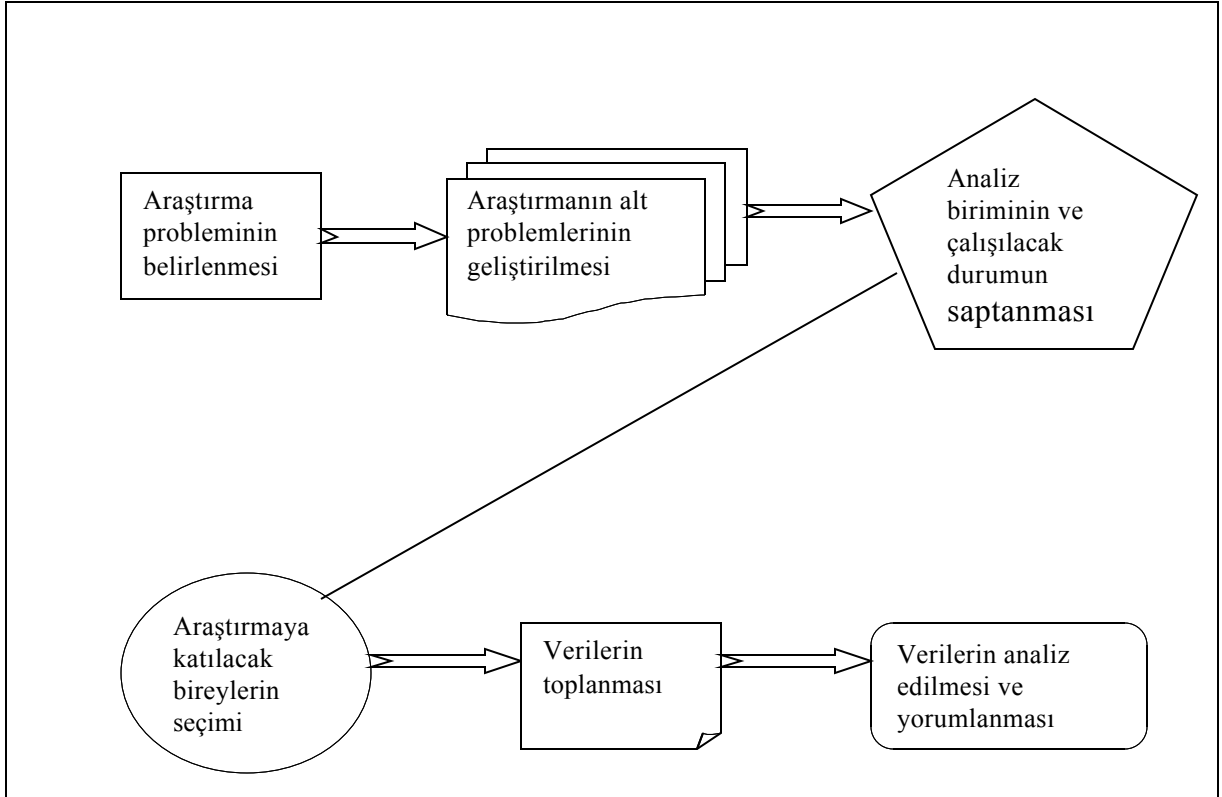 Araştırma
probleminin
belirlenmesi
Araştırmanın alt
problemlerinin
geliştirilmesi
Analiz
biriminin ve
çalışılacak
durumun
saptanması
Araştırmaya
katılacak
bireylerin
seçimi
Verilerin
toplanması
Verilerin analiz
edilmesi ve
yorumlanması